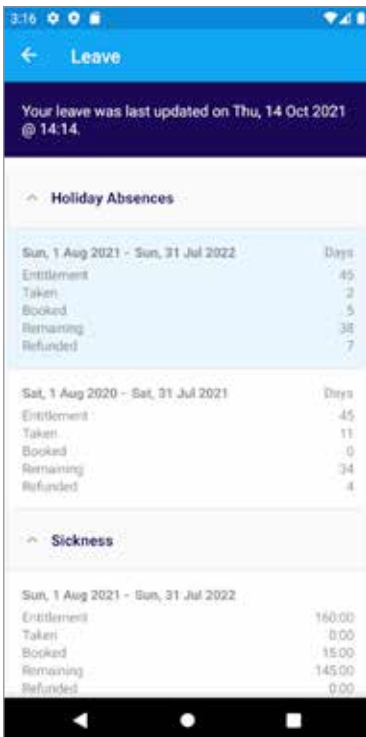 3:16
Leave
Your leave was last updated on Thu, 14 Oct 2021
@ 14:14.
Holiday Absences
Sun, 1 Aug 2021 - Sun, 31 Jul 2022 Days
Entitlement 45
Taken 2
Booked 5
Remaining 38
Refunded 7
Sat, 1 Aug 2020 - Sat, 31 Jul 2021 Days
Entitlement 45
Taken 11
Booked 0
Remaining 34
Refunded 4
Sickness
Sun, 1 Aug 2021 - Sun, 31 Jul 2022
Entitlement 160:00
Taken 0:00
Booked 15:00
Remaining 145:00
Refunded 0:00